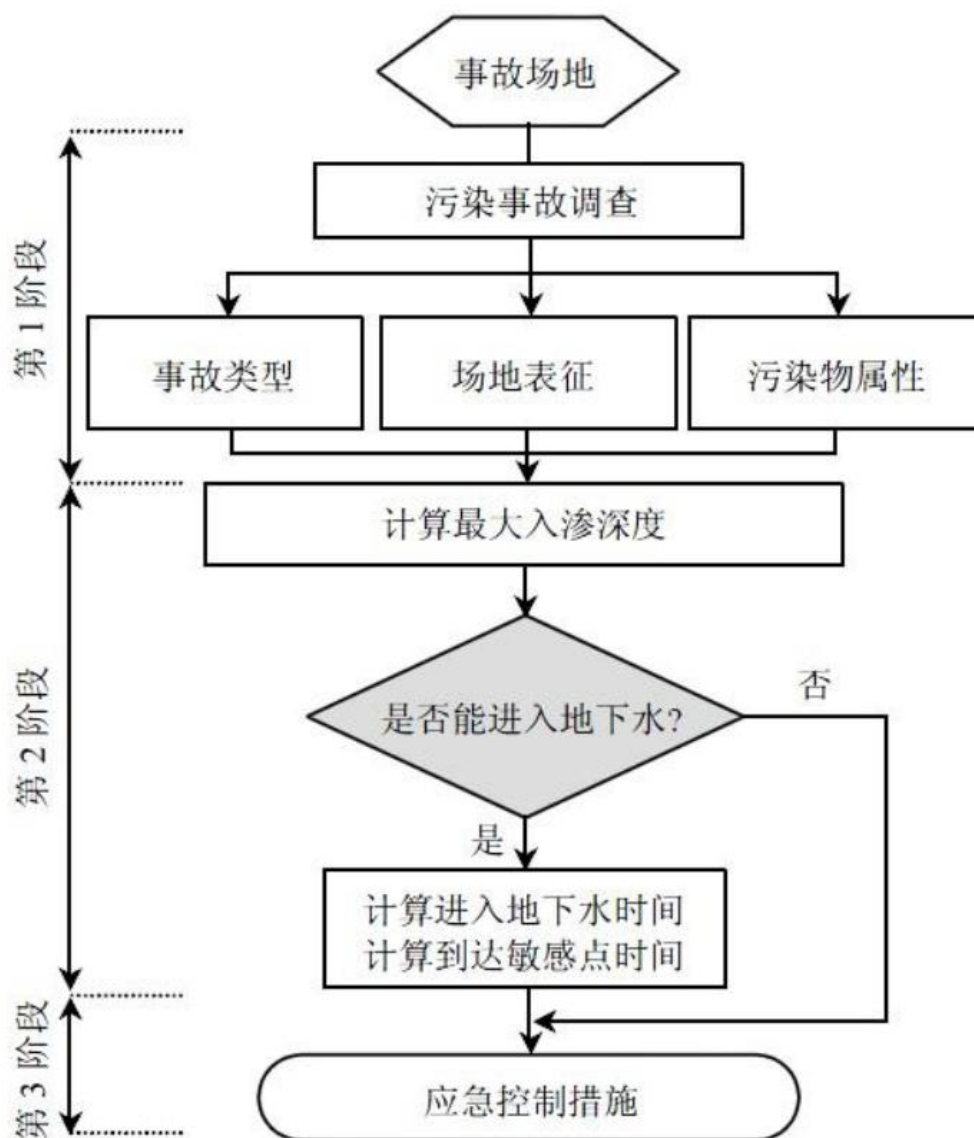 事故场地
污染事故调查
第 1 阶段
事故类型
场地表征
污染物属性
计算最大入渗深度
第 2 阶段
是否能进入地下水?
否
是
计算进入地下水时间
计算到达敏感点时间
第 3 阶段
应急控制措施